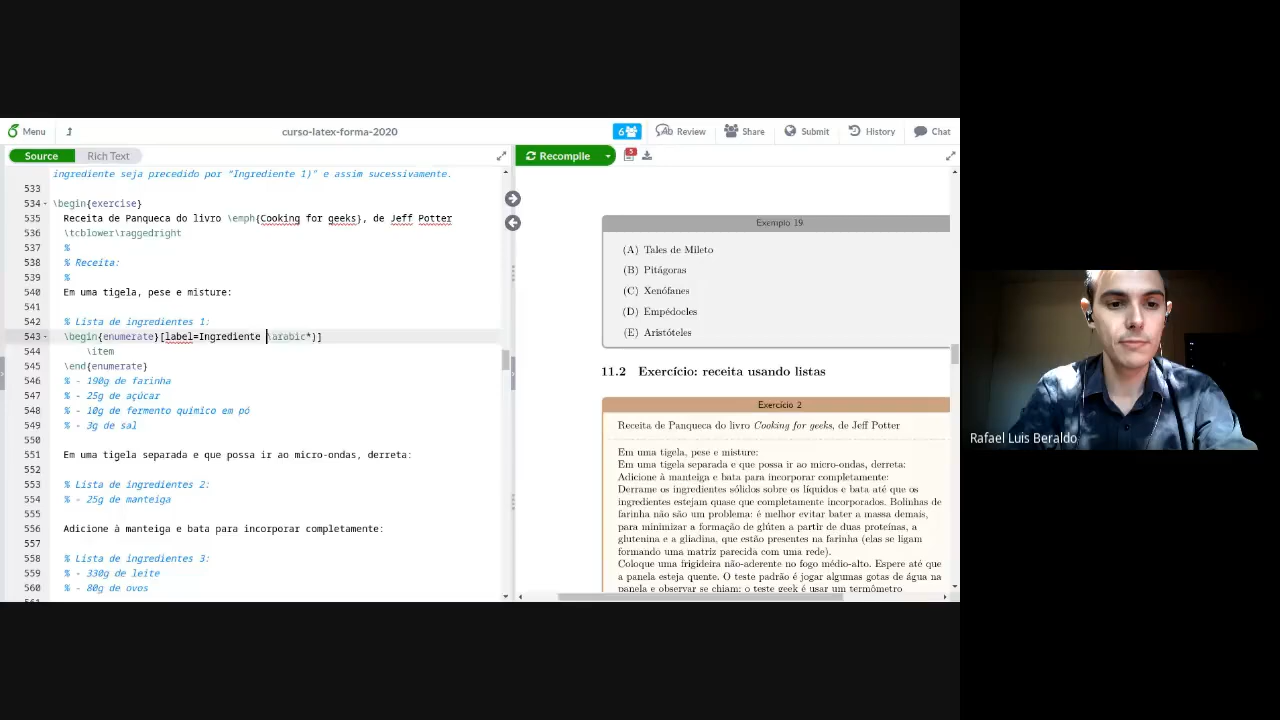 Menu
curso-latex-forma-2020
6
Review
Share
Submit
History
Chat
Source
Rich Text
Recompile
5
ingrediente seja precedido por "Ingrediente 1)" e assim sucessivamente.
533
534 \begin{exercise}
535 Receita de Panqueca do livro \emph{Cooking for geeks}, de Jeff Potter
536 \tcblower\raggedright
537 %
538 % Receita:
539 %
540 Em uma tigela, pese e misture:
541
542 % Lista de ingredientes 1:
543 \begin{enumerate}[label=Ingrediente \arabic*)]
544 \item
545 \end{enumerate}
546 % - 190g de farinha
547 % - 25g de açúcar
548 % - 10g de fermento químico em pó
549 % - 3g de sal
550
551 Em uma tigela separada e que possa ir ao micro-ondas, derreta:
552
553 % Lista de ingredientes 2:
554 % - 25g de manteiga
555
556 Adicione à manteiga e bata para incorporar completamente:
557
558 % Lista de ingredientes 3:
559 % - 330g de leite
560 % - 80g de ovos
Exemplo 19
(A) Tales de Mileto
(B) Pitágoras
(C) Xenófanes
(D) Empédocles
(E) Aristóteles
11.2 Exercício: receita usando listas
Exercício 2
Receita de Panqueca do livro Cooking for geeks, de Jeff Potter
Em uma tigela, pese e misture:
Em uma tigela separada e que possa ir ao micro-ondas, derreta:
Adicione à manteiga e bata para incorporar completamente:
Derrame os ingredientes sólidos sobre os líquidos e bata até que os
ingredientes estejam quase que completamente incorporados. Bolinhas de
farinha não são um problema: é melhor evitar bater a massa demais,
para minimizar a formação de glúten a partir de duas proteínas, a
glutenina e a gliadina, que estão presentes na farinha (elas se ligam
formando uma matriz parecida com uma rede).
Coloque uma frigideira não-aderente no fogo médio-alto. Espere até que
a panela esteja quente. O teste padrão é jogar algumas gotas de água na
panela e observar se chiam; o teste geek é usar um termômetro
Rafael Luis Beraldo